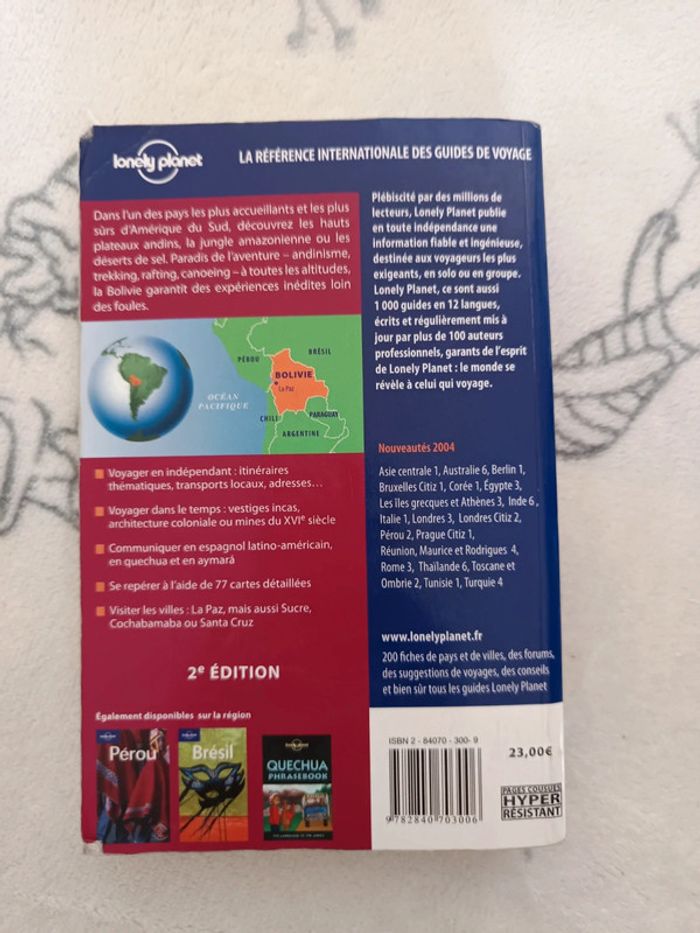 lonely planet
LA RÉFÉRENCE INTERNATIONALE DES GUIDES DE VOYAGE
Dans l'un des pays les plus accueillants et les plus
sûrs d'Amérique du Sud, découvrez les hauts
plateaux andins, la jungle amazonienne ou les
déserts de sel. Paradis de l'aventure – andinisme,
trekking, rafting, canoeing – à toutes les altitudes,
la Bolivie garantit des expériences inédites loin
des foules.
PÉROU
BRÉSIL
BOLIVIE
La Paz
OCÉAN
PACIFIQUE
CHILI
PARAGUAY
ARGENTINE
Voyager en indépendant : itinéraires
thématiques, transports locaux, adresses...
Voyager dans le temps : vestiges incas,
architecture coloniale ou mines du XVIe siècle
Communiquer en espagnol latino-américain,
en quechua et en aymará
Se repérer à l'aide de 77 cartes détaillées
Visiter les villes : La Paz, mais aussi Sucre,
Cochabamba ou Santa Cruz
2e ÉDITION
Également disponibles sur la région
Pérou
Brésil
lonely planet
QUECHUA
PHRASEBOOK
Plébiscité par des millions de
lecteurs, Lonely Planet publie
en toute indépendance une
information fiable et ingénieuse,
destinée aux voyageurs les plus
exigeants, en solo ou en groupe.
Lonely Planet, ce sont aussi
1 000 guides en 12 langues,
écrits et régulièrement mis à
jour par plus de 100 auteurs
professionnels, garants de l'esprit
de Lonely Planet : le monde se
révèle à celui qui voyage.
Nouveautés 2004
Asie centrale 1, Australie 6, Berlin 1,
Bruxelles Citiz 1, Corée 1, Égypte 3,
Les îles grecques et Athènes 3, Inde 6 ,
Italie 1, Londres 3, Londres Citiz 2,
Pérou 2, Prague Citiz 1,
Réunion, Maurice et Rodrigues 4,
Rome 3, Thaïlande 6, Toscane et
Ombrie 2, Tunisie 1, Turquie 4
www.lonelyplanet.fr
200 fiches de pays et de villes, des forums,
des suggestions de voyages, des conseils
et bien sûr tous les guides Lonely Planet
ISBN 2 - 84070 - 300- 9
9 782840 703006
23,00€
PAGES COUSUES
HYPER
RÉSISTANT